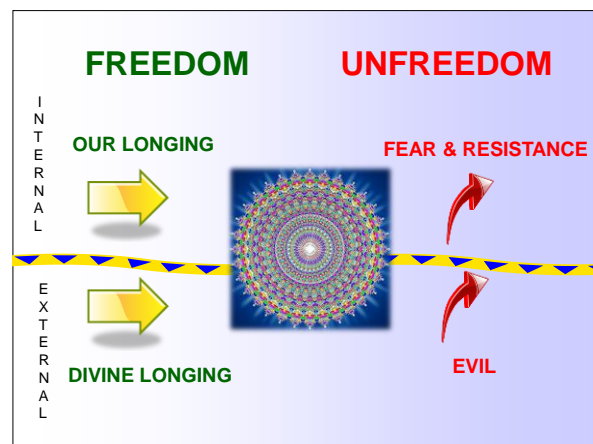 FREEDOM UNFREEDOM
INTERNAL
OUR LONGING
FEAR & RESISTANCE
EXTERNAL
DIVINE LONGING
EVIL